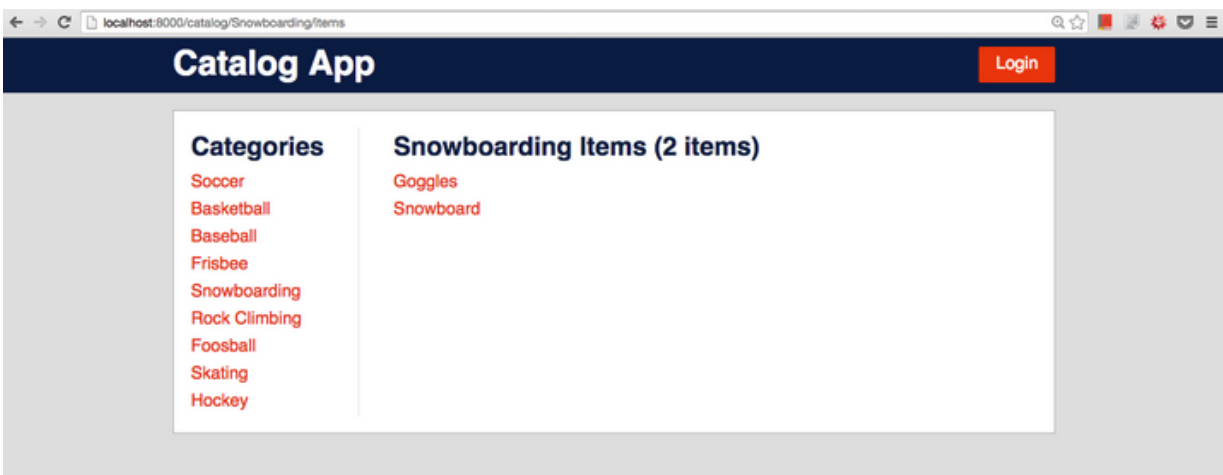 localhost:8000/catalog/Snowboarding/Items
Catalog App
Login
Categories
Soccer
Basketball
Baseball
Frisbee
Snowboarding
Rock Climbing
Foosball
Skating
Hockey
Snowboarding Items (2 items)
Goggles
Snowboard